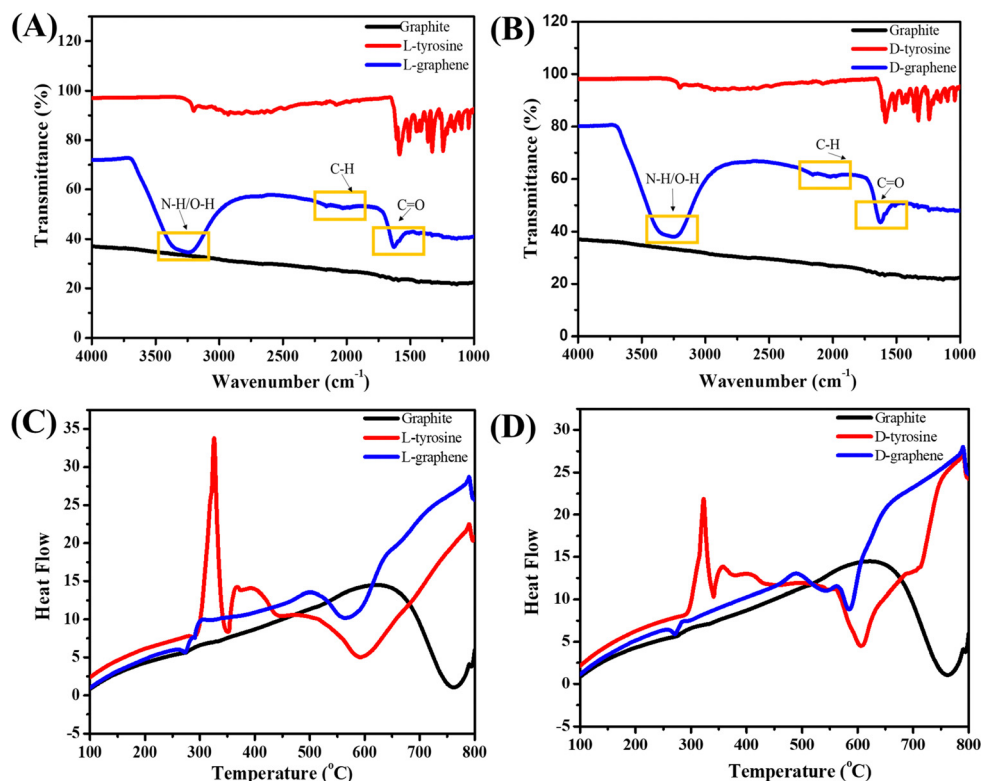 (A)
Graphite
L-tyrosine
L-graphene
N-H/O-H
C-H
C=O
Transmittance (%)
120
100
80
60
40
20
0
4000 3500 3000 2500 2000 1500 1000
Wavenumber (cm⁻¹)
(B)
Graphite
D-tyrosine
D-graphene
N-H/O-H
C-H
C=O
Transmittance (%)
120
100
80
60
40
20
0
4000 3500 3000 2500 2000 1500 1000
Wavenumber (cm⁻¹)
(C)
Graphite
L-tyrosine
L-graphene
Heat Flow
35
30
25
20
15
10
5
0
-5
100 200 300 400 500 600 700 800
Temperature (°C)
(D)
Graphite
D-tyrosine
D-graphene
Heat Flow
30
25
20
15
10
5
0
-5
100 200 300 400 500 600 700 800
Temperature (°C)